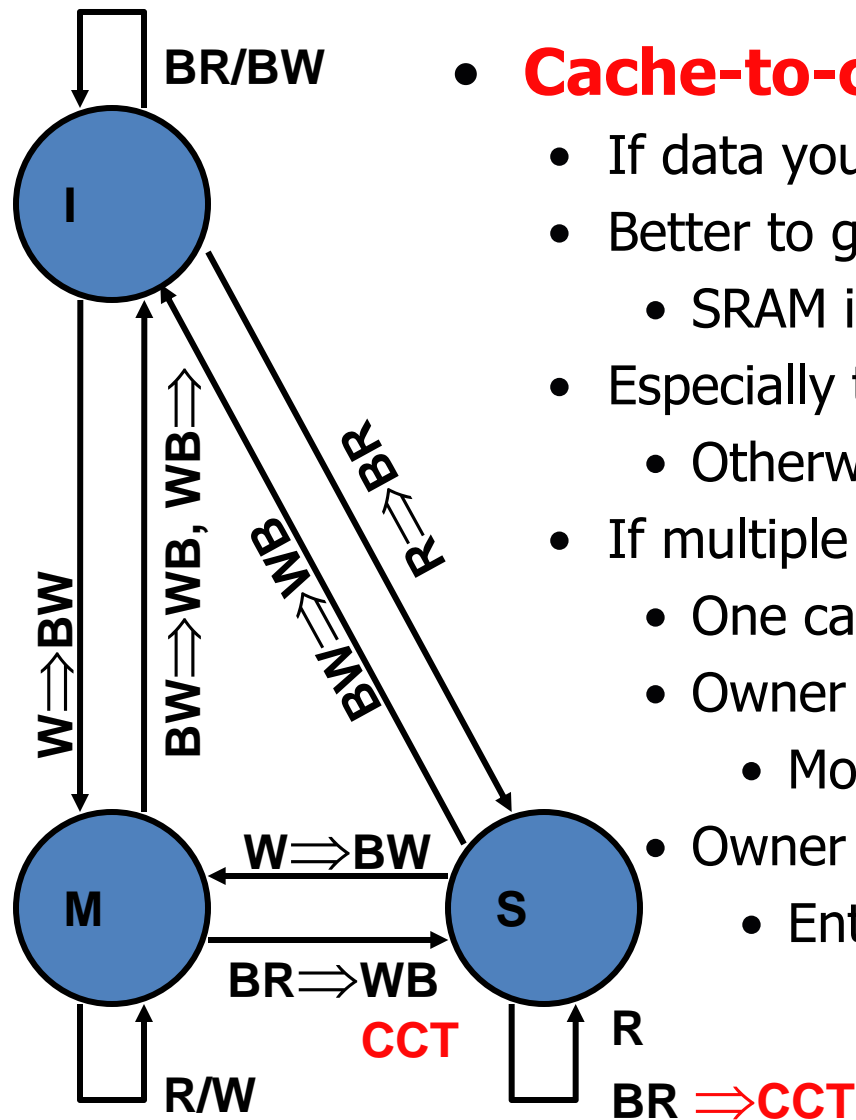 BR/BW
I
W⇒BW
BW⇒WB, WB⇒
R⇒BR
BW⇒WB
M
W⇒BW
BR⇒WB
CCT
S
R/W
R
BR ⇒CCT
• Cache-to-c
• If data you
• Better to g
• SRAM i
• Especially t
• Otherw
• If multiple
• One ca
• Owner
• Mo
• Owner
• Ent